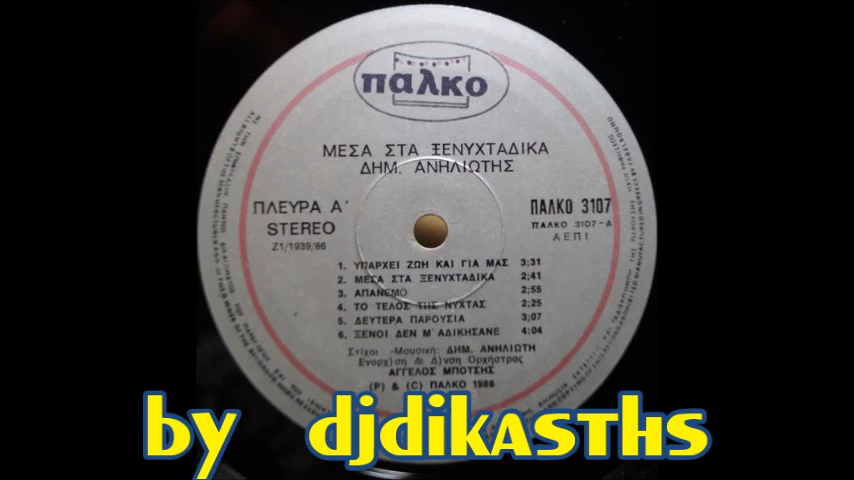 παλκο
ΜΕΣΑ ΣΤΑ ΞΕΝΥΧΤΑΔΙΚΑ
ΔΗΜ. ΑΝΗΛΙΩΤΗΣ
ΠΛΕΥΡΑ Α΄
STEREO
Ζ1/1939/86
ΠΑΛΚΟ 3107
ΠΑΛΚΟ 3107-Α
ΑΕΠΙ
1. ΥΠΑΡΧΕΙ ΖΩΗ ΚΑΙ ΓΙΑ ΜΑΣ 3:31
2. ΜΕΣΑ ΣΤΑ ΞΕΝΥΧΤΑΔΙΚΑ 2:41
3. ΑΠΑΝΕΜΟ 2:55
4. ΤΟ ΤΕΛΟΣ ΤΗΣ ΝΥΧΤΑΣ 2:25
5. ΔΕΥΤΕΡΑ ΠΑΡΟΥΣΙΑ 3:07
6. ΞΕΝΟΙ ΔΕΝ Μ΄ ΑΔΙΚΗΣΑΝΕ 4:04
Στίχοι -Μουσική: ΔΗΜ. ΑΝΗΛΙΩΤΗ
Ενορχ)ση & Δ)νση Ορχήστρας
ΑΓΓΕΛΟΣ ΜΠΟΥΤΣΗΣ
(P) & (C) ΠΑΛΚΟ 1986
by djdikasths